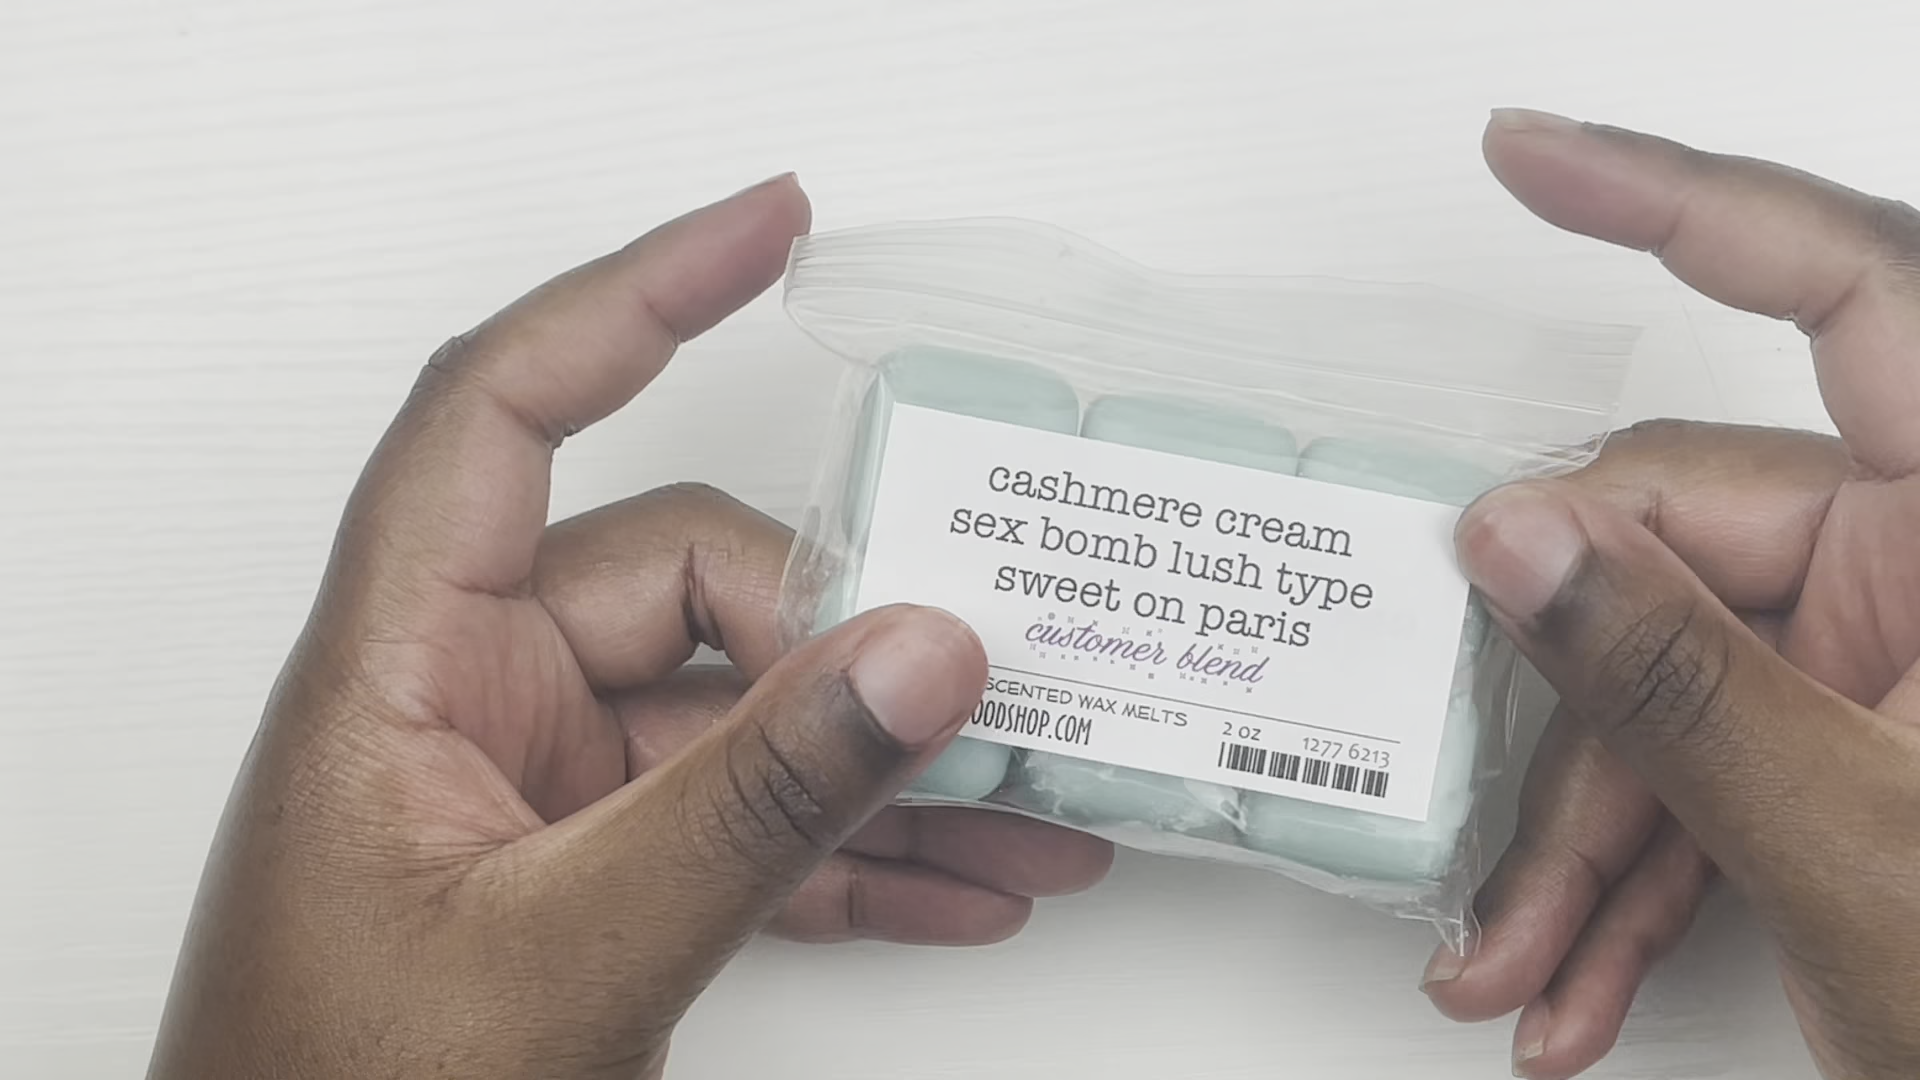 cashmere cream
sex bomb lush type
sweet on paris
customer blend
SCENTED WAX MELTS
2 oz
1277 6213
OODSHOP.COM